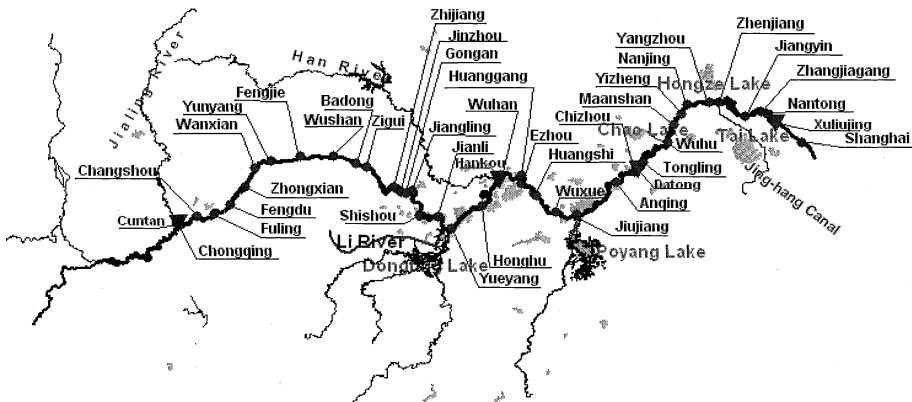 Zhijiang
Jinzhou
Gongan
Huanggang
Wuhan
Ezhou
Huangshi
Zhenjiang
Yangzhou
Nanjing
Yizheng
Maanshan
Chizhou
Jiangyin
Zhangjiagang
Nantong
Xuliujing
Shanghai
Hongze Lake
Chao Lake
Tai Lake
Jing-hang Canal
Wuhu
Tongling
Datong
Anqing
Jiujiang
Wuxue
Poyang Lake
Han River
Jialing River
Fengjie
Yunyang
Wanxian
Badong
Wushan
Zigui
Jiangling
Jianli
Hankou
Changshou
Zhongxian
Fengdu
Fuling
Cuntan
Chongqing
Shishou
Li River
Dongting Lake
Honghu
Yueyang